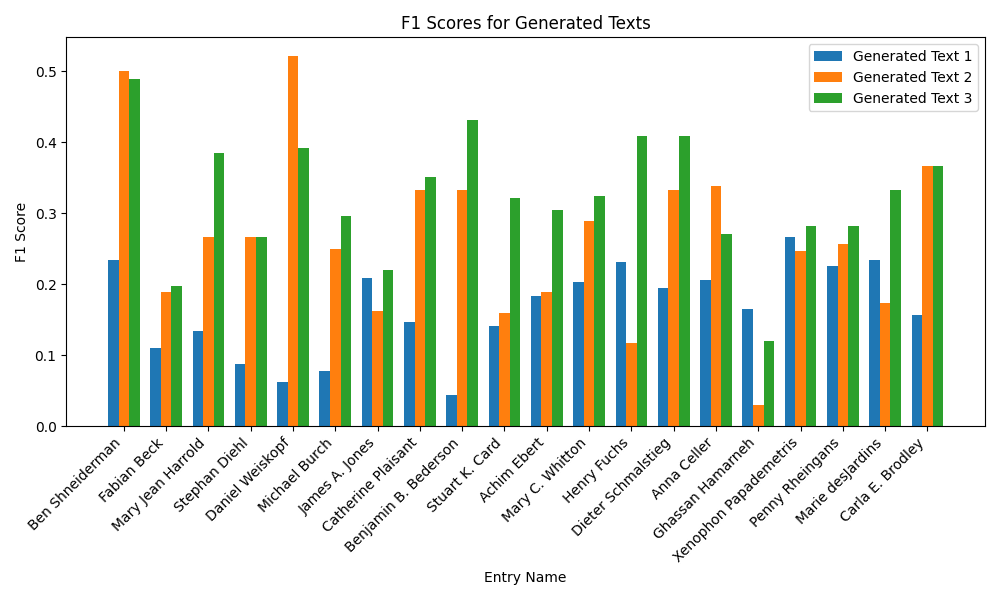 F1 Scores for Generated Texts
Generated Text 1
Generated Text 2
Generated Text 3
F1 Score
0.5
0.4
0.3
0.2
0.1
0.0
Ben Shneiderman
Fabian Beck
Mary Jean Harrold
Stephan Diehl
Daniel Weiskopf
Michael Burch
James A. Jones
Catherine Plaisant
Benjamin B. Bederson
Stuart K. Card
Achim Ebert
Mary C. Whitton
Henry Fuchs
Dieter Schmalstieg
Anna Celler
Ghassan Hamarneh
Xenophon Papademetris
Penny Rheingans
Marie desJardins
Carla E. Brodley
Entry Name